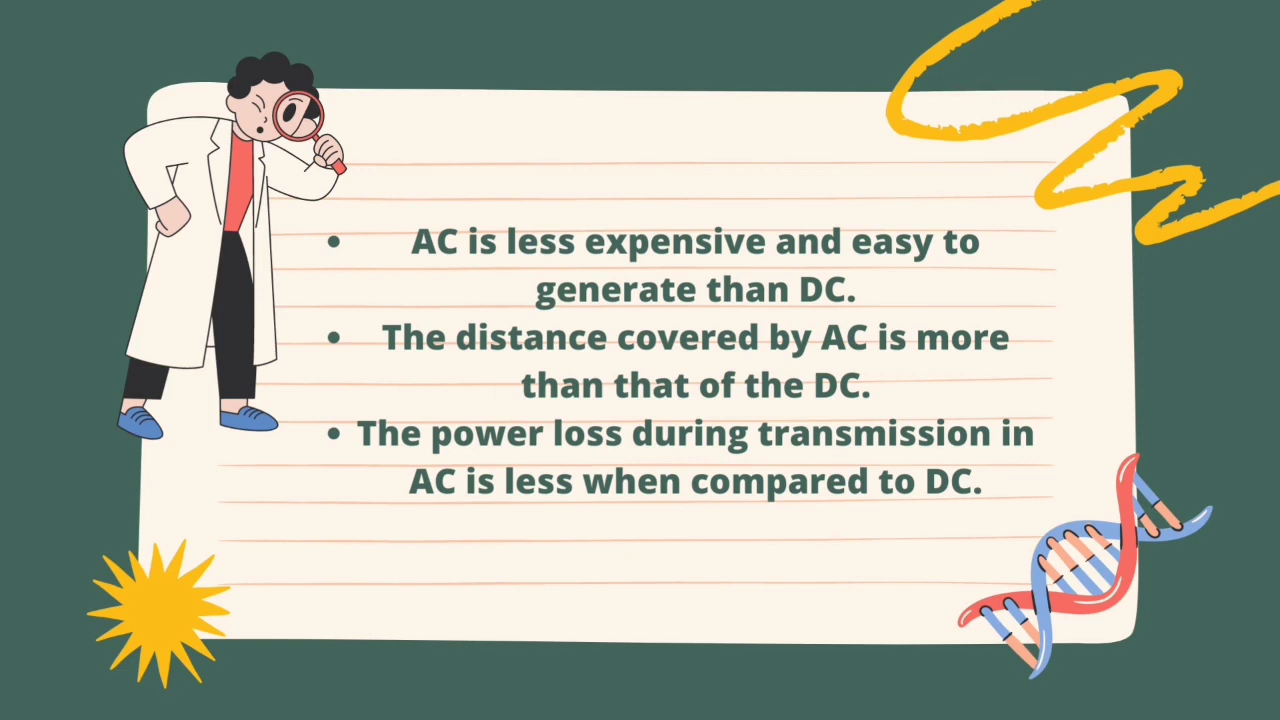 • AC is less expensive and easy to
generate than DC.
• The distance covered by AC is more
than that of the DC.
• The power loss during transmission in
AC is less when compared to DC.